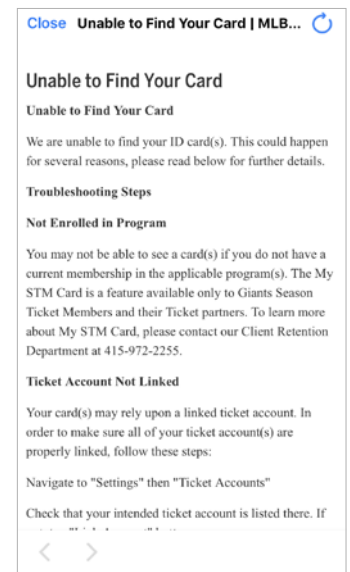 Close Unable to Find Your Card | MLB...
Unable to Find Your Card
Unable to Find Your Card
We are unable to find your ID card(s). This could happen
for several reasons, please read below for further details.
Troubleshooting Steps
Not Enrolled in Program
You may not be able to see a card(s) if you do not have a
current membership in the applicable program(s). The My
STM Card is a feature available only to Giants Season
Ticket Members and their Ticket partners. To learn more
about My STM Card, please contact our Client Retention
Department at 415-972-2255.
Ticket Account Not Linked
Your card(s) may rely upon a linked ticket account. In
order to make sure all of your ticket account(s) are
properly linked, follow these steps:
Navigate to "Settings" then "Ticket Accounts"
Check that your intended ticket account is listed there. If